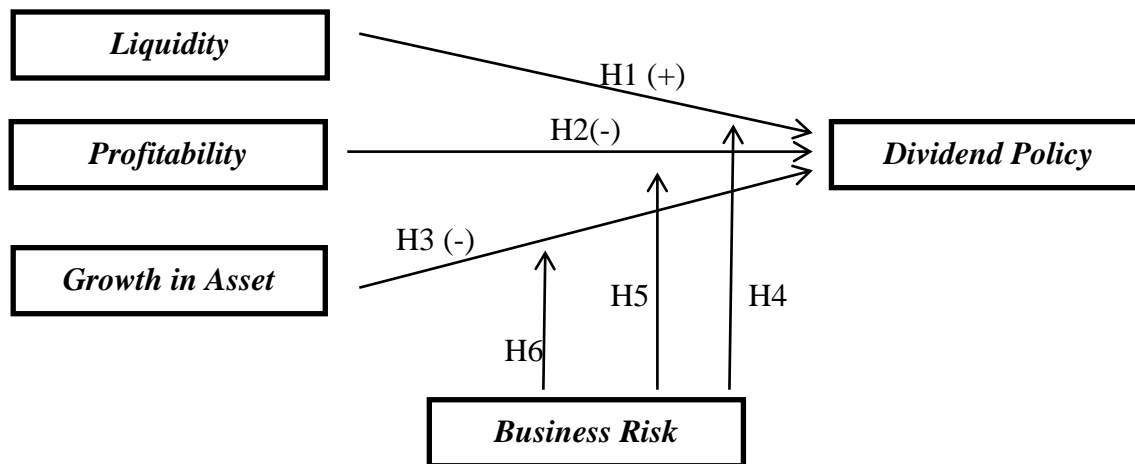 Liquidity
H1 (+)
H2(-)
Profitability
Dividend Policy
H3 (-)
Growth in Asset
H5
H4
H6
Business Risk